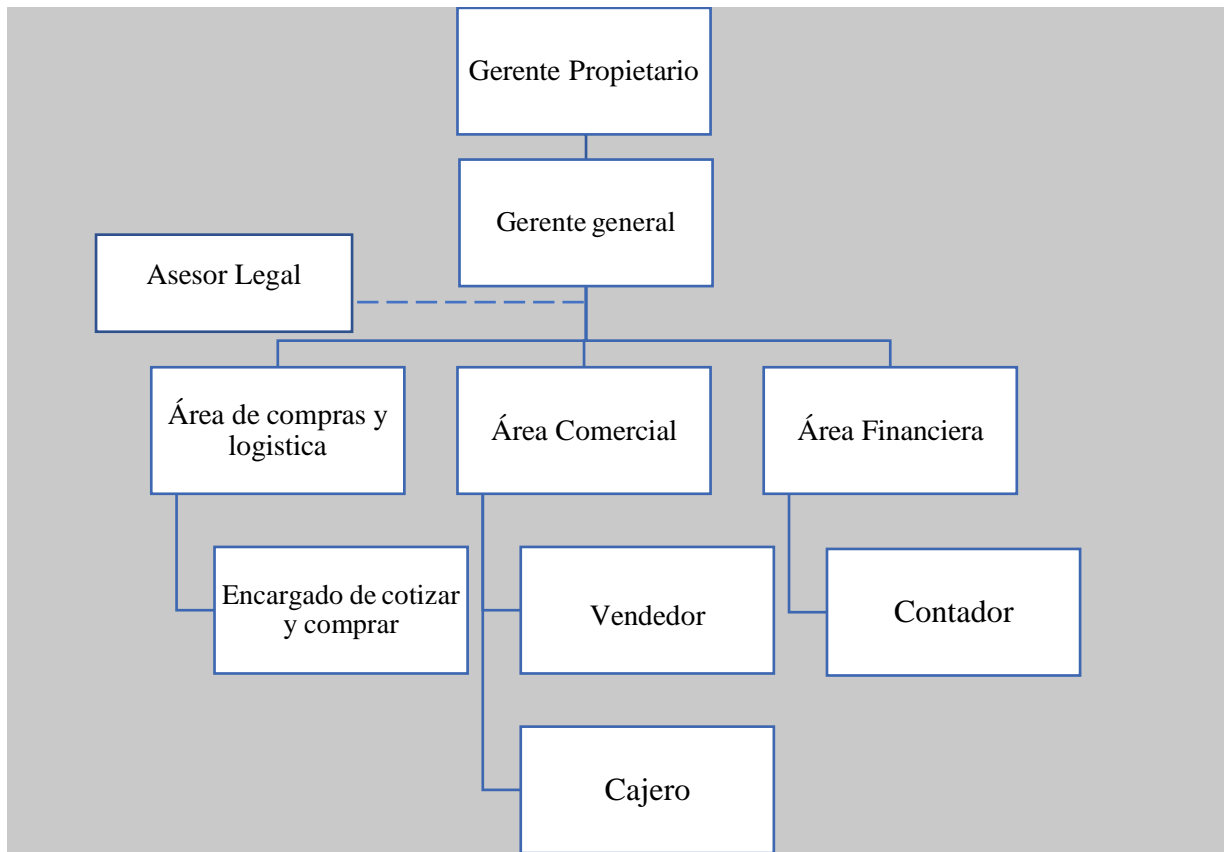 Gerente Propietario
Gerente general
Asesor Legal
Área de compras y
logistica
Área Comercial
Área Financiera
Encargado de cotizar
y comprar
Vendedor
Contador
Cajero